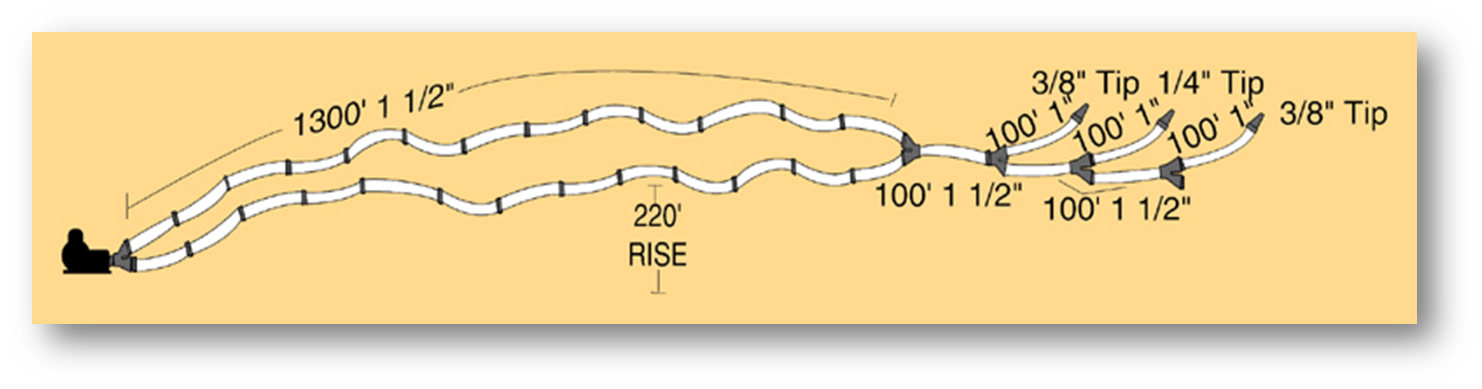 1300' 1 1/2"
220'
RISE
100' 1 1/2"
100' 1"
3/8" Tip
100' 1"
1/4" Tip
100' 1"
3/8" Tip
100' 1 1/2"